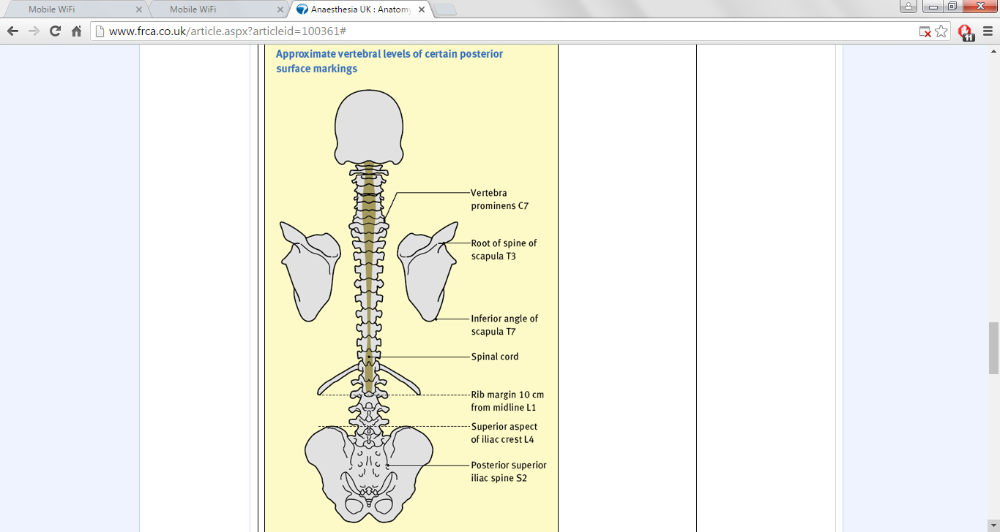 Mobile WiFi
Mobile WiFi
Anaesthesia UK : Anatomy
www.frca.co.uk/article.aspx?articleid=100361#
11
Approximate vertebral levels of certain posterior
surface markings
Vertebra
prominens C7
Root of spine of
scapula T3
Inferior angle of
scapula T7
Spinal cord
Rib margin 10 cm
from midline L1
Superior aspect
of iliac crest L4
Posterior superior
iliac spine S2